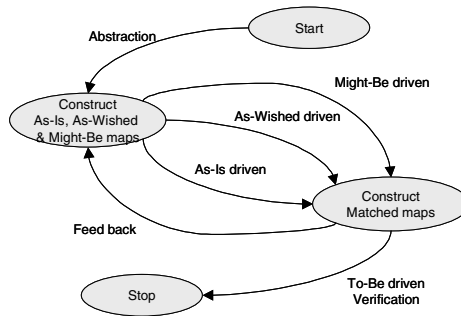 Start
Abstraction
Might-Be driven
Construct
As-Is, As-Wished
& Might-Be maps
As-Wished driven
As-Is driven
Construct
Matched maps
Feed back
To-Be driven
Verification
Stop